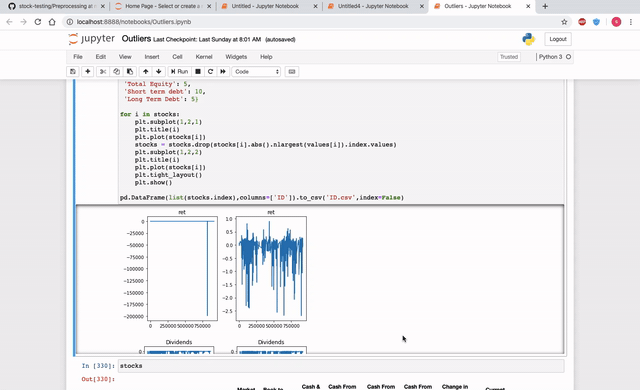 stock-testing/Preprocessing at m
Home Page - Select or create a
Untitled - Jupyter Notebook
Untitled4 - Jupyter Notebook
Outliers - Jupyter Notebook
localhost:8888/notebooks/Outliers.ipynb
jupyter Outliers Last Checkpoint: Last Sunday at 8:01 AM (autosaved)
Logout
File Edit View Insert Cell Kernel Widgets Help
Trusted Python 3
Run Code
'Total Equity': 5,
'Short term debt': 10,
'Long Term Debt': 5}
for i in stocks:
plt.subplot(1,2,1)
plt.title(i)
plt.plot(stocks[i])
stocks = stocks.drop(stocks[i].abs().nlargest(values[i]).index.values)
plt.subplot(1,2,2)
plt.title(i)
plt.plot(stocks[i])
plt.tight_layout()
plt.show()
pd.DataFrame(list(stocks.index),columns=['ID']).to_csv('ID.csv',index=False)
ret ret
0 1.0
-25000 0.5
-50000 0.0
-75000 -0.5
-100000 -1.0
-125000 -1.5
-150000 -2.0
-175000 -2.5
-200000
0 250000 500000 750000 0 250000 500000 750000
Dividends Dividends
0 0
In [330]: stocks
Out[330]:
Market Book to Cash & Cash From Cash From Cash From Change in Current